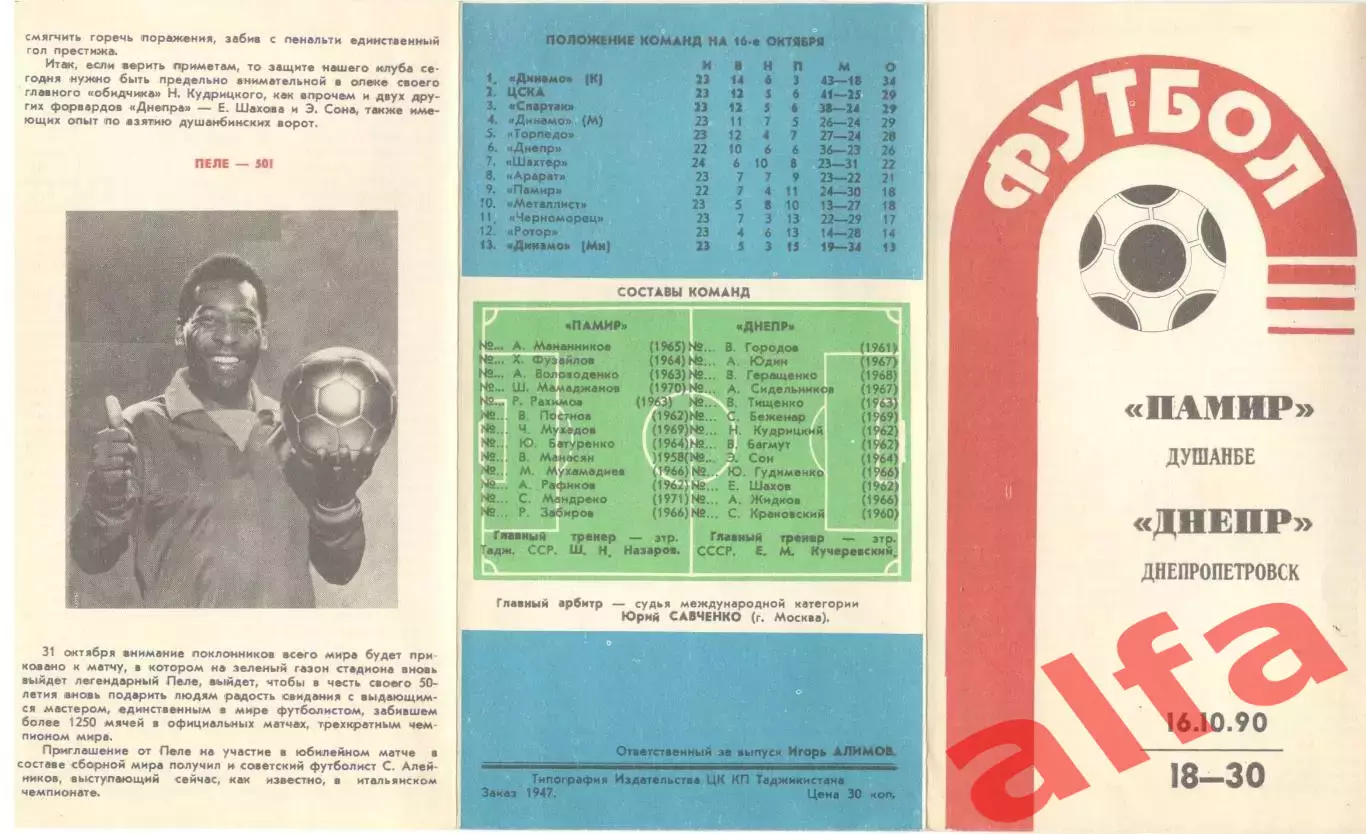 смягчить горечь поражения, забив с пенальти единственный
гол престижа.
Итак, если верить приметам, то защите нашего клуба се-
годня нужно быть предельно внимательной в опеке своего
главного «обидчика» Н. Кудрицкого, как впрочем и двух дру-
гих форвардов «Днепра» — Е. Шахова и Э. Сона, также име-
ющих опыт по взятию душанбинских ворот.
ПЕЛЕ — 50!
31 октября внимание поклонников всего мира будет при-
ковано к матчу, в котором на зеленый газон стадиона вновь
выйдет легендарный Пеле, выйдет, чтобы в честь своего 50-
летия вновь подарить людям радость свидания с выдающим-
ся мастером, единственным в мире футболистом, забившем
более 1250 мячей в официальных матчах, трехкратным чем-
пионом мира.
Приглашение от Пеле на участие в юбилейном матче в
составе сборной мира получил и советский футболист С. Алей-
ников, выступающий сейчас, как известно, в итальянском
чемпионате.
ПОЛОЖЕНИЕ КОМАНД НА 16-е ОКТЯБРЯ
И В Н П М О
1. «Динамо» (К) 23 14 6 3 43—18 34
2. ЦСКА 23 12 5 6 41—25 29
3. «Спартак» 23 12 5 6 38—24 29
4. «Динамо» (М) 23 11 7 5 26—24 29
5. «Торпедо» 23 12 4 7 27—24 28
6. «Днепр» 22 10 6 6 36—23 26
7. «Шахтер» 24 6 10 8 23—31 22
8. «Арарат» 23 7 7 9 23—22 21
9. «Памир» 22 7 4 11 24—30 18
10. «Металлист» 23 5 8 10 13—27 18
11. «Черноморец» 23 7 3 13 22—29 17
12. «Ротор» 23 4 6 13 14—28 14
13. «Динамо» (Мн) 23 5 3 15 19—34 13
СОСТАВЫ КОМАНД
«ПАМИР» «ДНЕПР»
№... А. Мананников (1965) №... В. Городов (1961)
№... Х. Фузайлов (1964) №... А. Юдин (1967)
№... А. Володенко (1963) №... В. Геращенко (1968)
№... Ш. Мамаджанов (1970) №... А. Сидельников (1967)
№... Р. Рахимов (1963) №... В. Тищенко (1963)
№... В. Постнов (1962) №... С. Беженар (1969)
№... Ч. Мухадов (1969) №... Н. Кудрицкий (1962)
№... Ю. Батуренко (1964) №... В. Багмут (1962)
№... В. Манасян (1958( №... Э. Сон (1964)
№... М. Мухамадиев (1966) №... Ю. Гудименко (1966)
№... А. Рафиков (1962) №... Е. Шахов (1962)
№... С. Мандреко (1971) №... А. Жидков (1966)
№... Р. Забиров (1966) №... С. Крановский (1960)
Главный тренер — зтр. Главный тренер — зтр.
Тадж. ССР. Ш. Н. Назаров. СССР. Е. М. Кучеревский.
Главный арбитр — судья международной категории
Юрий САВЧЕНКО (г. Москва).
Ответственный за выпуск Игорь АЛИМОВ.
Типография Издательства ЦК КП Таджикистана
Заказ 1947. Цена 30 коп.
ФУТБОЛ
«ПАМИР»
ДУШАНБЕ
«ДНЕПР»
ДНЕПРОПЕТРОВСК
16.10.90
18—30
alfa